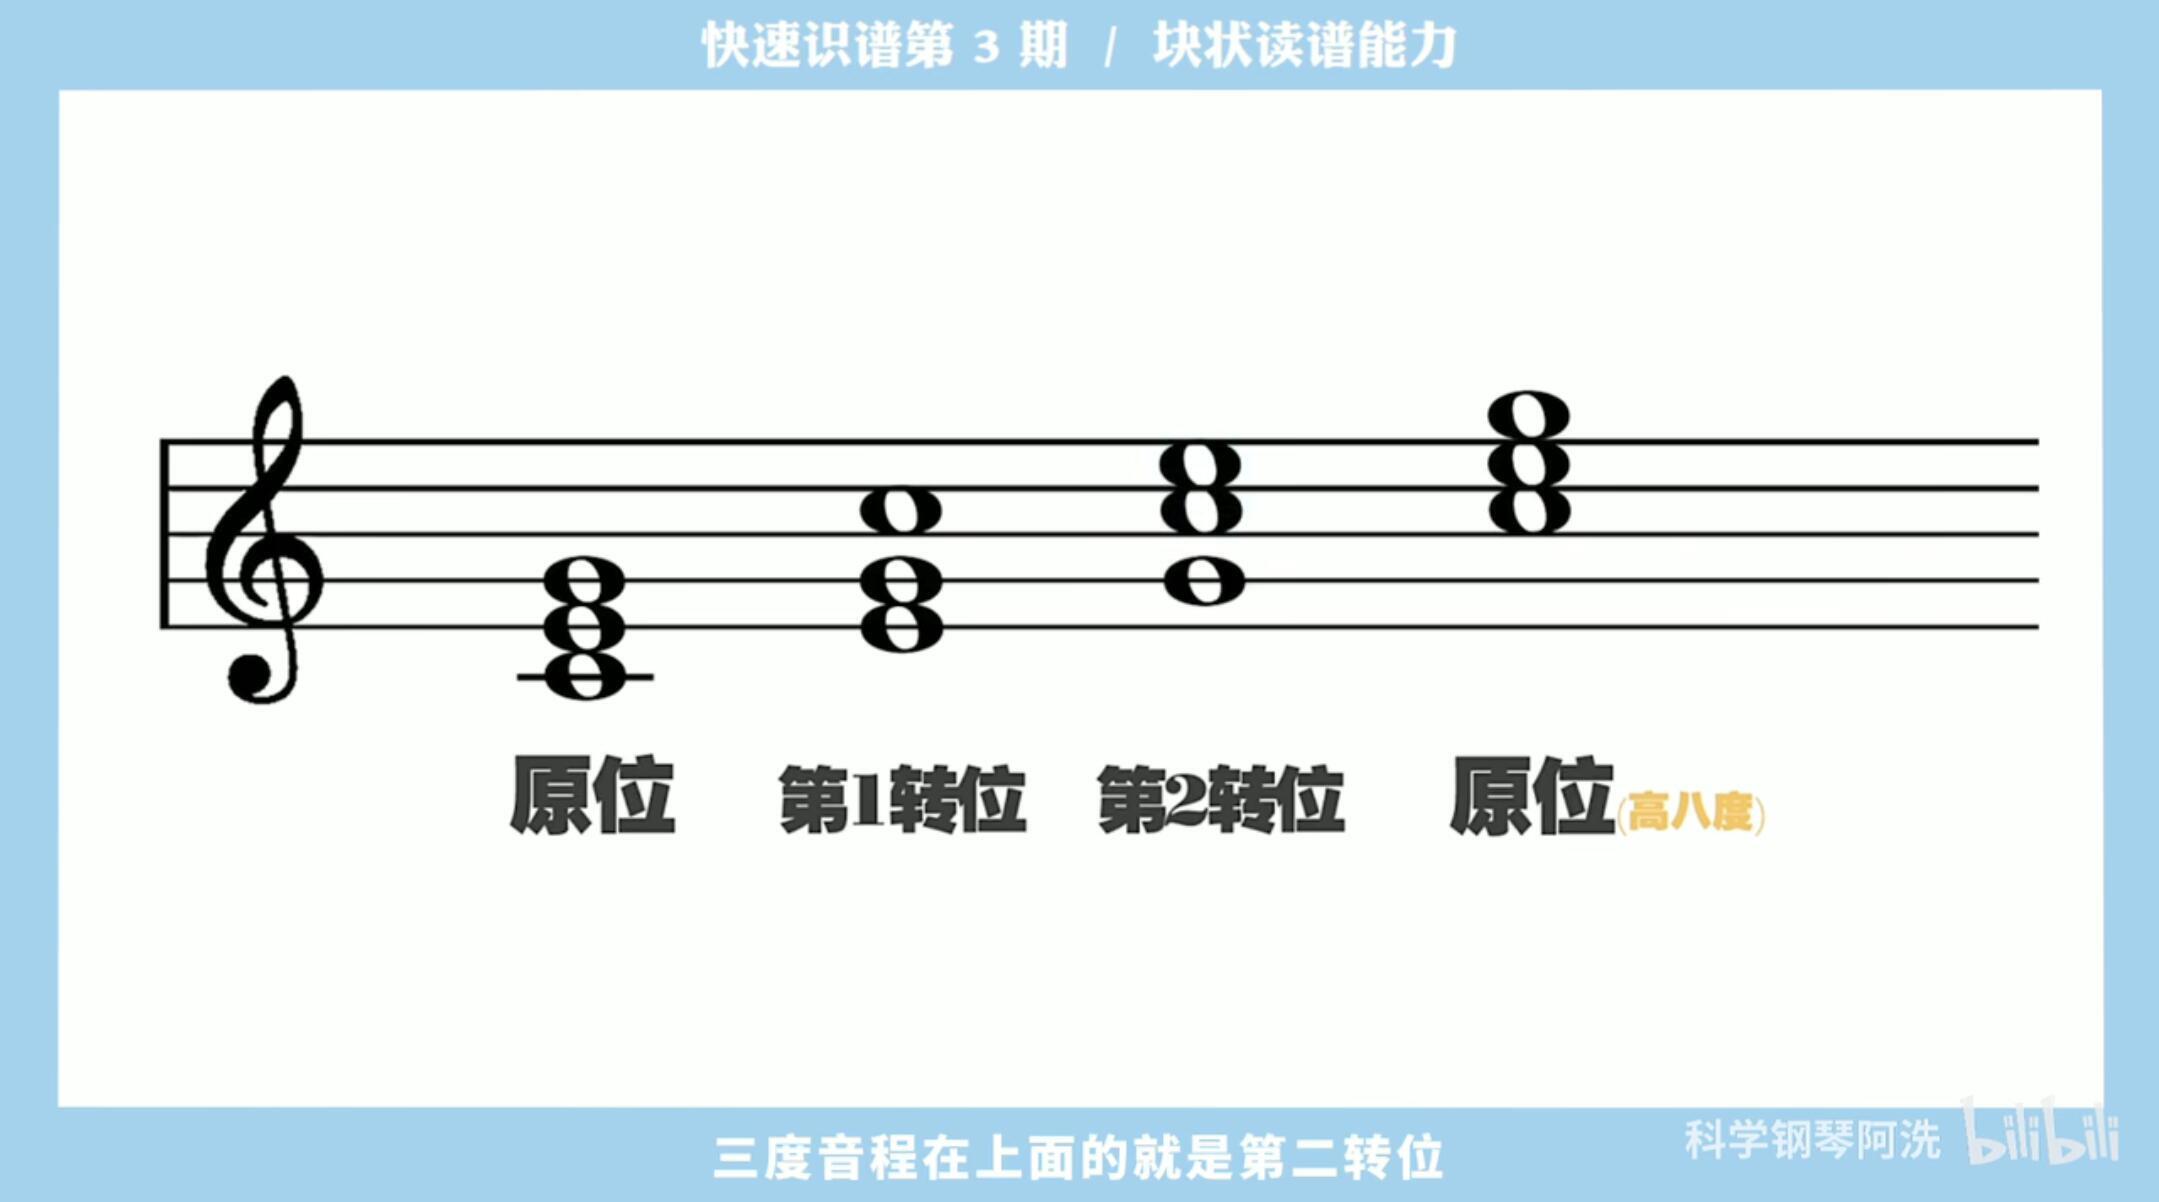 快速识谱第 3 期 / 块状读谱能力
原位 第1转位 第2转位 原位(高八度)
三度音程在上面的就是第二转位
科学钢琴阿洗 bilibili